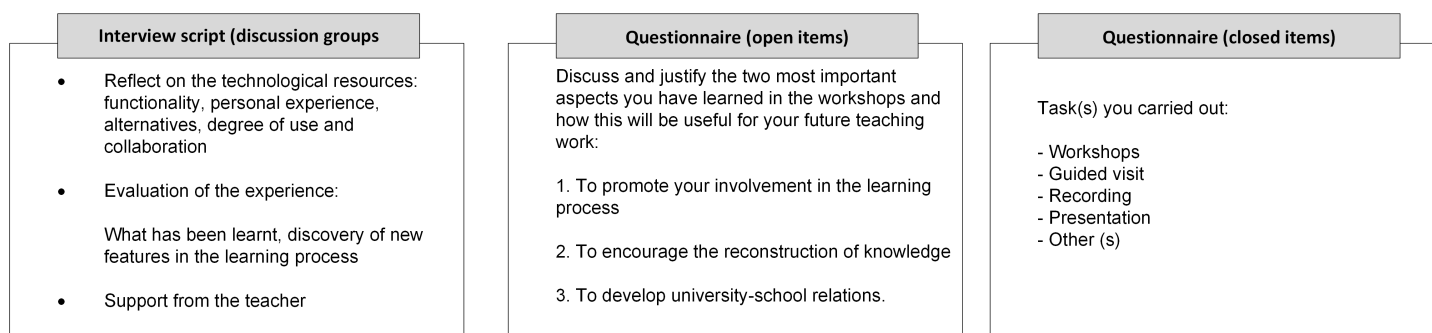 Interview script (discussion groups
• Reflect on the technological resources:
functionality, personal experience,
alternatives, degree of use and
collaboration
• Evaluation of the experience:
What has been learnt, discovery of new
features in the learning process
• Support from the teacher
Questionnaire (open items)
Discuss and justify the two most important
aspects you have learned in the workshops and
how this will be useful for your future teaching
work:
1. To promote your involvement in the learning
process
2. To encourage the reconstruction of knowledge
3. To develop university-school relations.
Questionnaire (closed items)
Task(s) you carried out:
- Workshops
- Guided visit
- Recording
- Presentation
- Other (s)